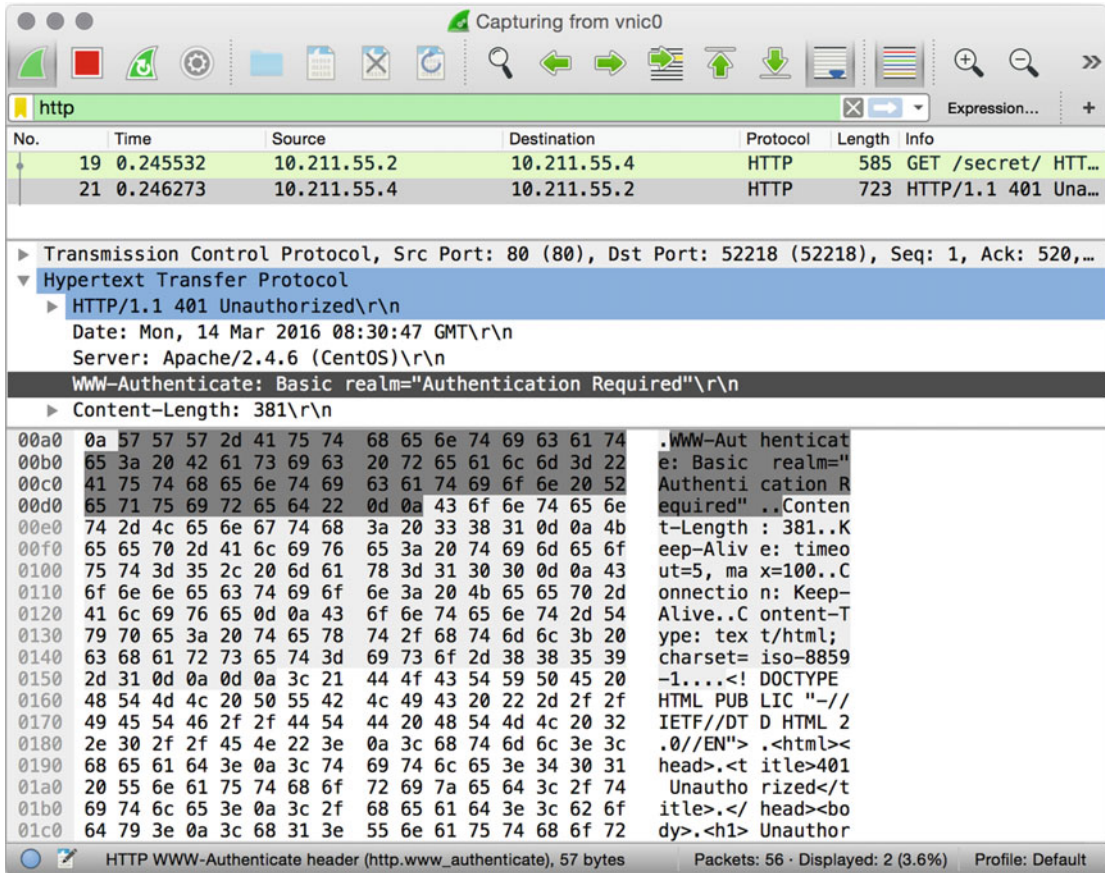 Capturing from vnic0
http Expression... +
No. Time Source Destination Protocol Length Info
19 0.245532 10.211.55.2 10.211.55.4 HTTP 585 GET /secret/ HTT…
21 0.246273 10.211.55.4 10.211.55.2 HTTP 723 HTTP/1.1 401 Una…
Transmission Control Protocol, Src Port: 80 (80), Dst Port: 52218 (52218), Seq: 1, Ack: 520,…
Hypertext Transfer Protocol
HTTP/1.1 401 Unauthorized\r\n
Date: Mon, 14 Mar 2016 08:30:47 GMT\r\n
Server: Apache/2.4.6 (CentOS)\r\n
WWW-Authenticate: Basic realm="Authentication Required"\r\n
Content-Length: 381\r\n
00a0 0a 57 57 57 2d 41 75 74 68 65 6e 74 69 63 61 74 .WWW-Aut henticat
00b0 65 3a 20 42 61 73 69 63 20 72 65 61 6c 6d 3d 22 e: Basic realm="
00c0 41 75 74 68 65 6e 74 69 63 61 74 69 6f 6e 20 52 Authenti cation R
00d0 65 71 75 69 72 65 64 22 0d 0a 43 6f 6e 74 65 6e equired" ..Conten
00e0 74 2d 4c 65 6e 67 74 68 3a 20 33 38 31 0d 0a 4b t-Length : 381..K
00f0 65 65 70 2d 41 6c 69 76 65 3a 20 74 69 6d 65 6f eep-Aliv e: timeo
0100 75 74 3d 35 2c 20 6d 61 78 3d 31 30 30 0d 0a 43 ut=5, ma x=100..C
0110 6f 6e 6e 65 63 74 69 6f 6e 3a 20 4b 65 65 70 2d onnectio n: Keep-
0120 41 6c 69 76 65 0d 0a 43 6f 6e 74 65 6e 74 2d 54 Alive..C ontent-T
0130 79 70 65 3a 20 74 65 78 74 2f 68 74 6d 6c 3b 20 ype: tex t/html;
0140 63 68 61 72 73 65 74 3d 69 73 6f 2d 38 38 35 39 charset= iso-8859
0150 2d 31 0d 0a 0d 0a 3c 21 44 4f 43 54 59 50 45 20 -1....<! DOCTYPE
0160 48 54 4d 4c 20 50 55 42 4c 49 43 20 22 2d 2f 2f HTML PUB LIC "-//
0170 49 45 54 46 2f 2f 44 54 44 20 48 54 4d 4c 20 32 IETF//DT D HTML 2
0180 2e 30 2f 2f 45 4e 22 3e 0a 3c 68 74 6d 6c 3e 3c .0//EN"> .<html><
0190 68 65 61 64 3e 0a 3c 74 69 74 6c 65 3e 34 30 31 head>.<t itle>401
01a0 20 55 6e 61 75 74 68 6f 72 69 7a 65 64 3c 2f 74 Unautho rized</t
01b0 69 74 6c 65 3e 0a 3c 2f 68 65 61 64 3e 3c 62 6f itle>.</ head><bo
01c0 64 79 3e 0a 3c 68 31 3e 55 6e 61 75 74 68 6f 72 dy>.<h1> Unauthor
HTTP WWW-Authenticate header (http.www_authenticate), 57 bytes Packets: 56 · Displayed: 2 (3.6%) Profile: Default